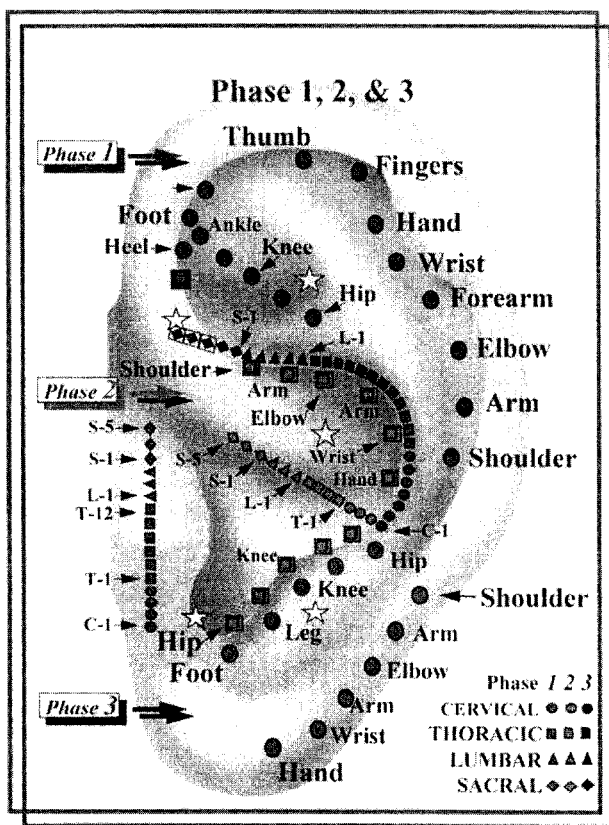 Phase 1, 2, & 3
Thumb
Phase 1
Fingers
Foot
Ankle
Hand
Heel
Knee
Wrist
Hip
Forearm
S-1
L-1
Elbow
Shoulder
Arm
Phase 2
Elbow
Arm
Arm
S-5
S-5
Wrist
Shoulder
S-1
S-1
Hand
L-1
L-1
T-12
T-1
C-1
Knee
Hip
T-1
Knee
Shoulder
C-1
Hip
Leg
Arm
Foot
Elbow
Phase 1 2 3
Phase 3
Arm
CERVICAL
Wrist
THORACIC
Hand
LUMBAR
SACRAL